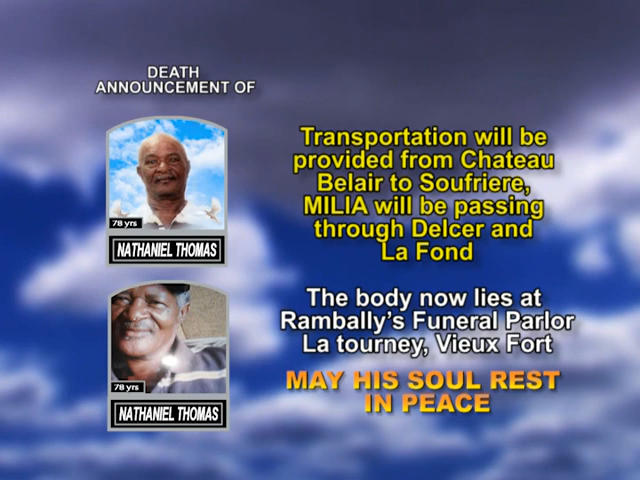 DEATH
ANNOUNCEMENT OF
78 yrs
NATHANIEL THOMAS
78 yrs
NATHANIEL THOMAS
Transportation will be
provided from Chateau
Belair to Soufriere,
MILIA will be passing
through Delcer and
La Fond
The body now lies at
Rambally's Funeral Parlor
La tourney, Vieux Fort
MAY HIS SOUL REST
IN PEACE